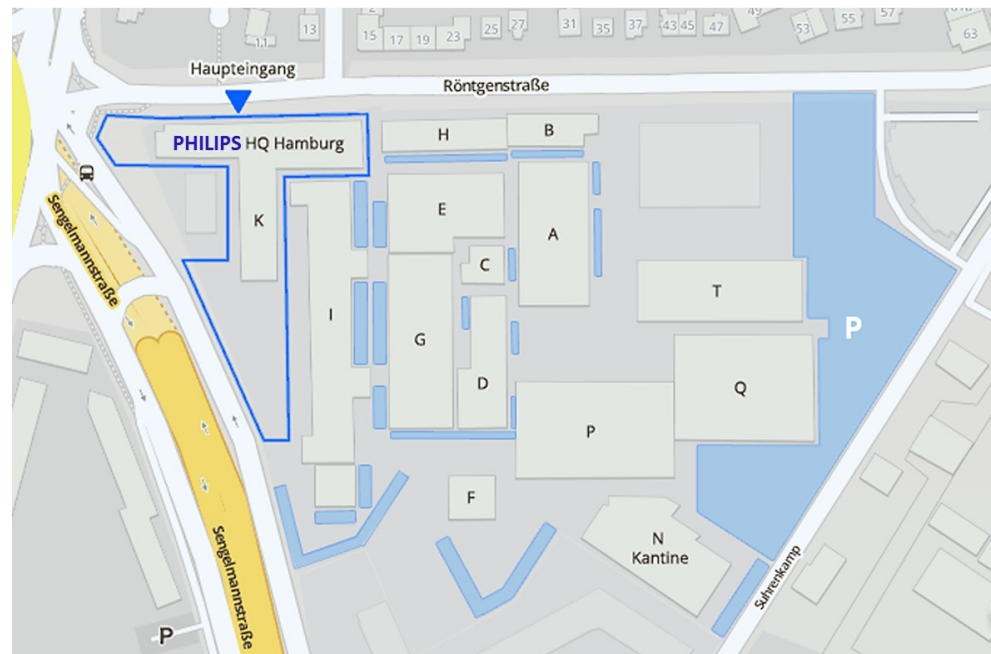 13
15
17
19
23
25
27
31
35
37
43 45
47
53
55
57
63
Haupteingang
Röntgenstraße
PHILIPS HQ Hamburg
H
B
K
E
A
C
I
G
T
P
D
Q
P
F
N
Kantine
Sengelmannstraße
Sengelmannstraße
Suhrenkamp
P